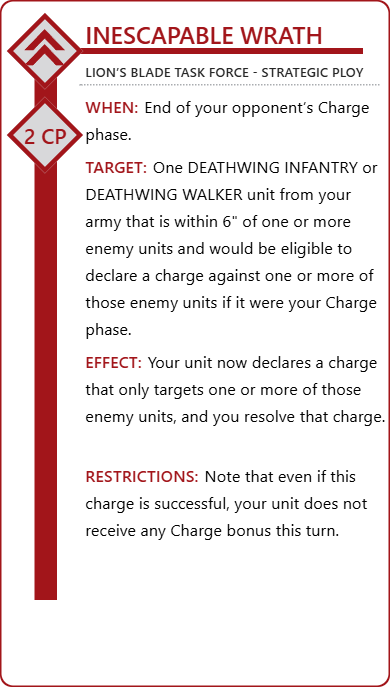 INESCAPABLE WRATH
LION'S BLADE TASK FORCE - STRATEGIC PLOY
2 CP
WHEN: End of your opponent's Charge
phase.
TARGET: One DEATHWING INFANTRY or
DEATHWING WALKER unit from your
army that is within 6" of one or more
enemy units and would be eligible to
declare a charge against one or more of
those enemy units if it were your Charge
phase.
EFFECT: Your unit now declares a charge
that only targets one or more of those
enemy units, and you resolve that charge.
RESTRICTIONS: Note that even if this
charge is successful, your unit does not
receive any Charge bonus this turn.